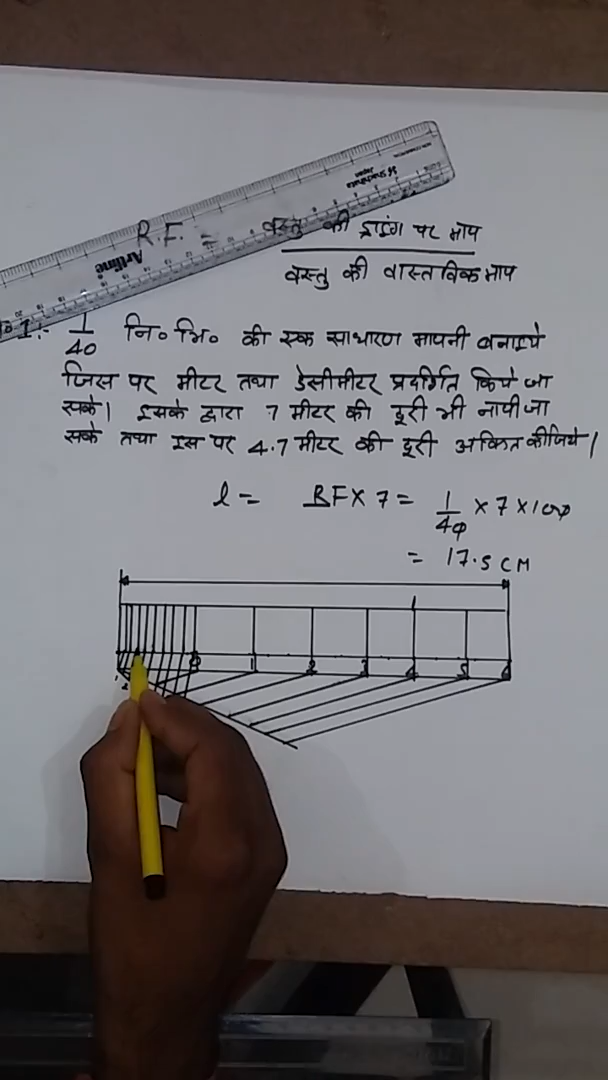 R.F. = वस्तु की ड्राइंग पर माप
वस्तु की वास्तविक माप
1:- 1/40 नि० भि० की एक साधारण मापनी बनाइये
जिस पर मीटर तथा डेसीमीटर प्रदर्शित किये जा
सके। इसके द्वारा 7 मीटर की दूरी भी नापी जा
सके तथा इस पर 4.7 मीटर की दूरी अंकित कीजिये।
l = RF × 7 = 1/40 × 7 × 100
= 17.5 CM
0 1 2 3 4 5 6
Artline
Shachihata
Japan